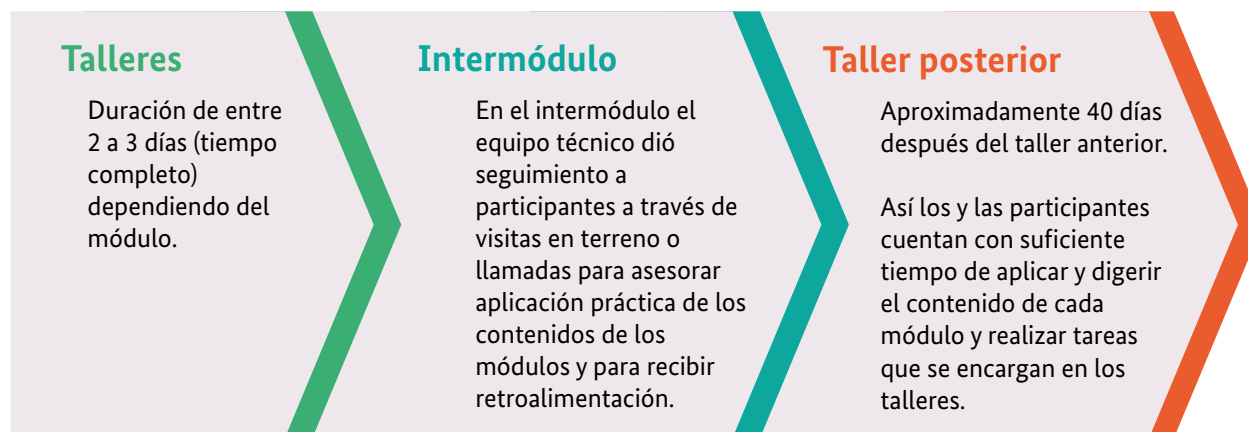 Talleres
Duración de entre
2 a 3 días (tiempo
completo)
dependiendo del
módulo.
Intermódulo
En el intermódulo el
equipo técnico dió
seguimiento a
participantes a través de
visitas en terreno o
llamadas para asesorar
aplicación práctica de los
contenidos de los
módulos y para recibir
retroalimentación.
Taller posterior
Aproximadamente 40 días
después del taller anterior.
Así los y las participantes
cuentan con suficiente
tiempo de aplicar y digerir
el contenido de cada
módulo y realizar tareas
que se encargan en los
talleres.